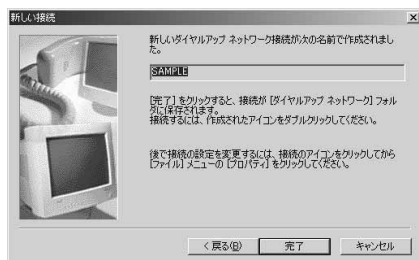 新しい接続
新しいダイヤルアップ ネットワーク接続が次の名前で作成されまし
た。
SAMPLE
[完了] をクリックすると、接続が [ダイヤルアップ ネットワーク] フォル
ダに保存されます。
接続するには、作成されたアイコンをダブルクリックしてください。
後で接続の設定を変更するには、接続のアイコンをクリックしてから
[ファイル] メニューの [プロパティ] をクリックしてください。
< 戻る(B)
完了
キャンセル